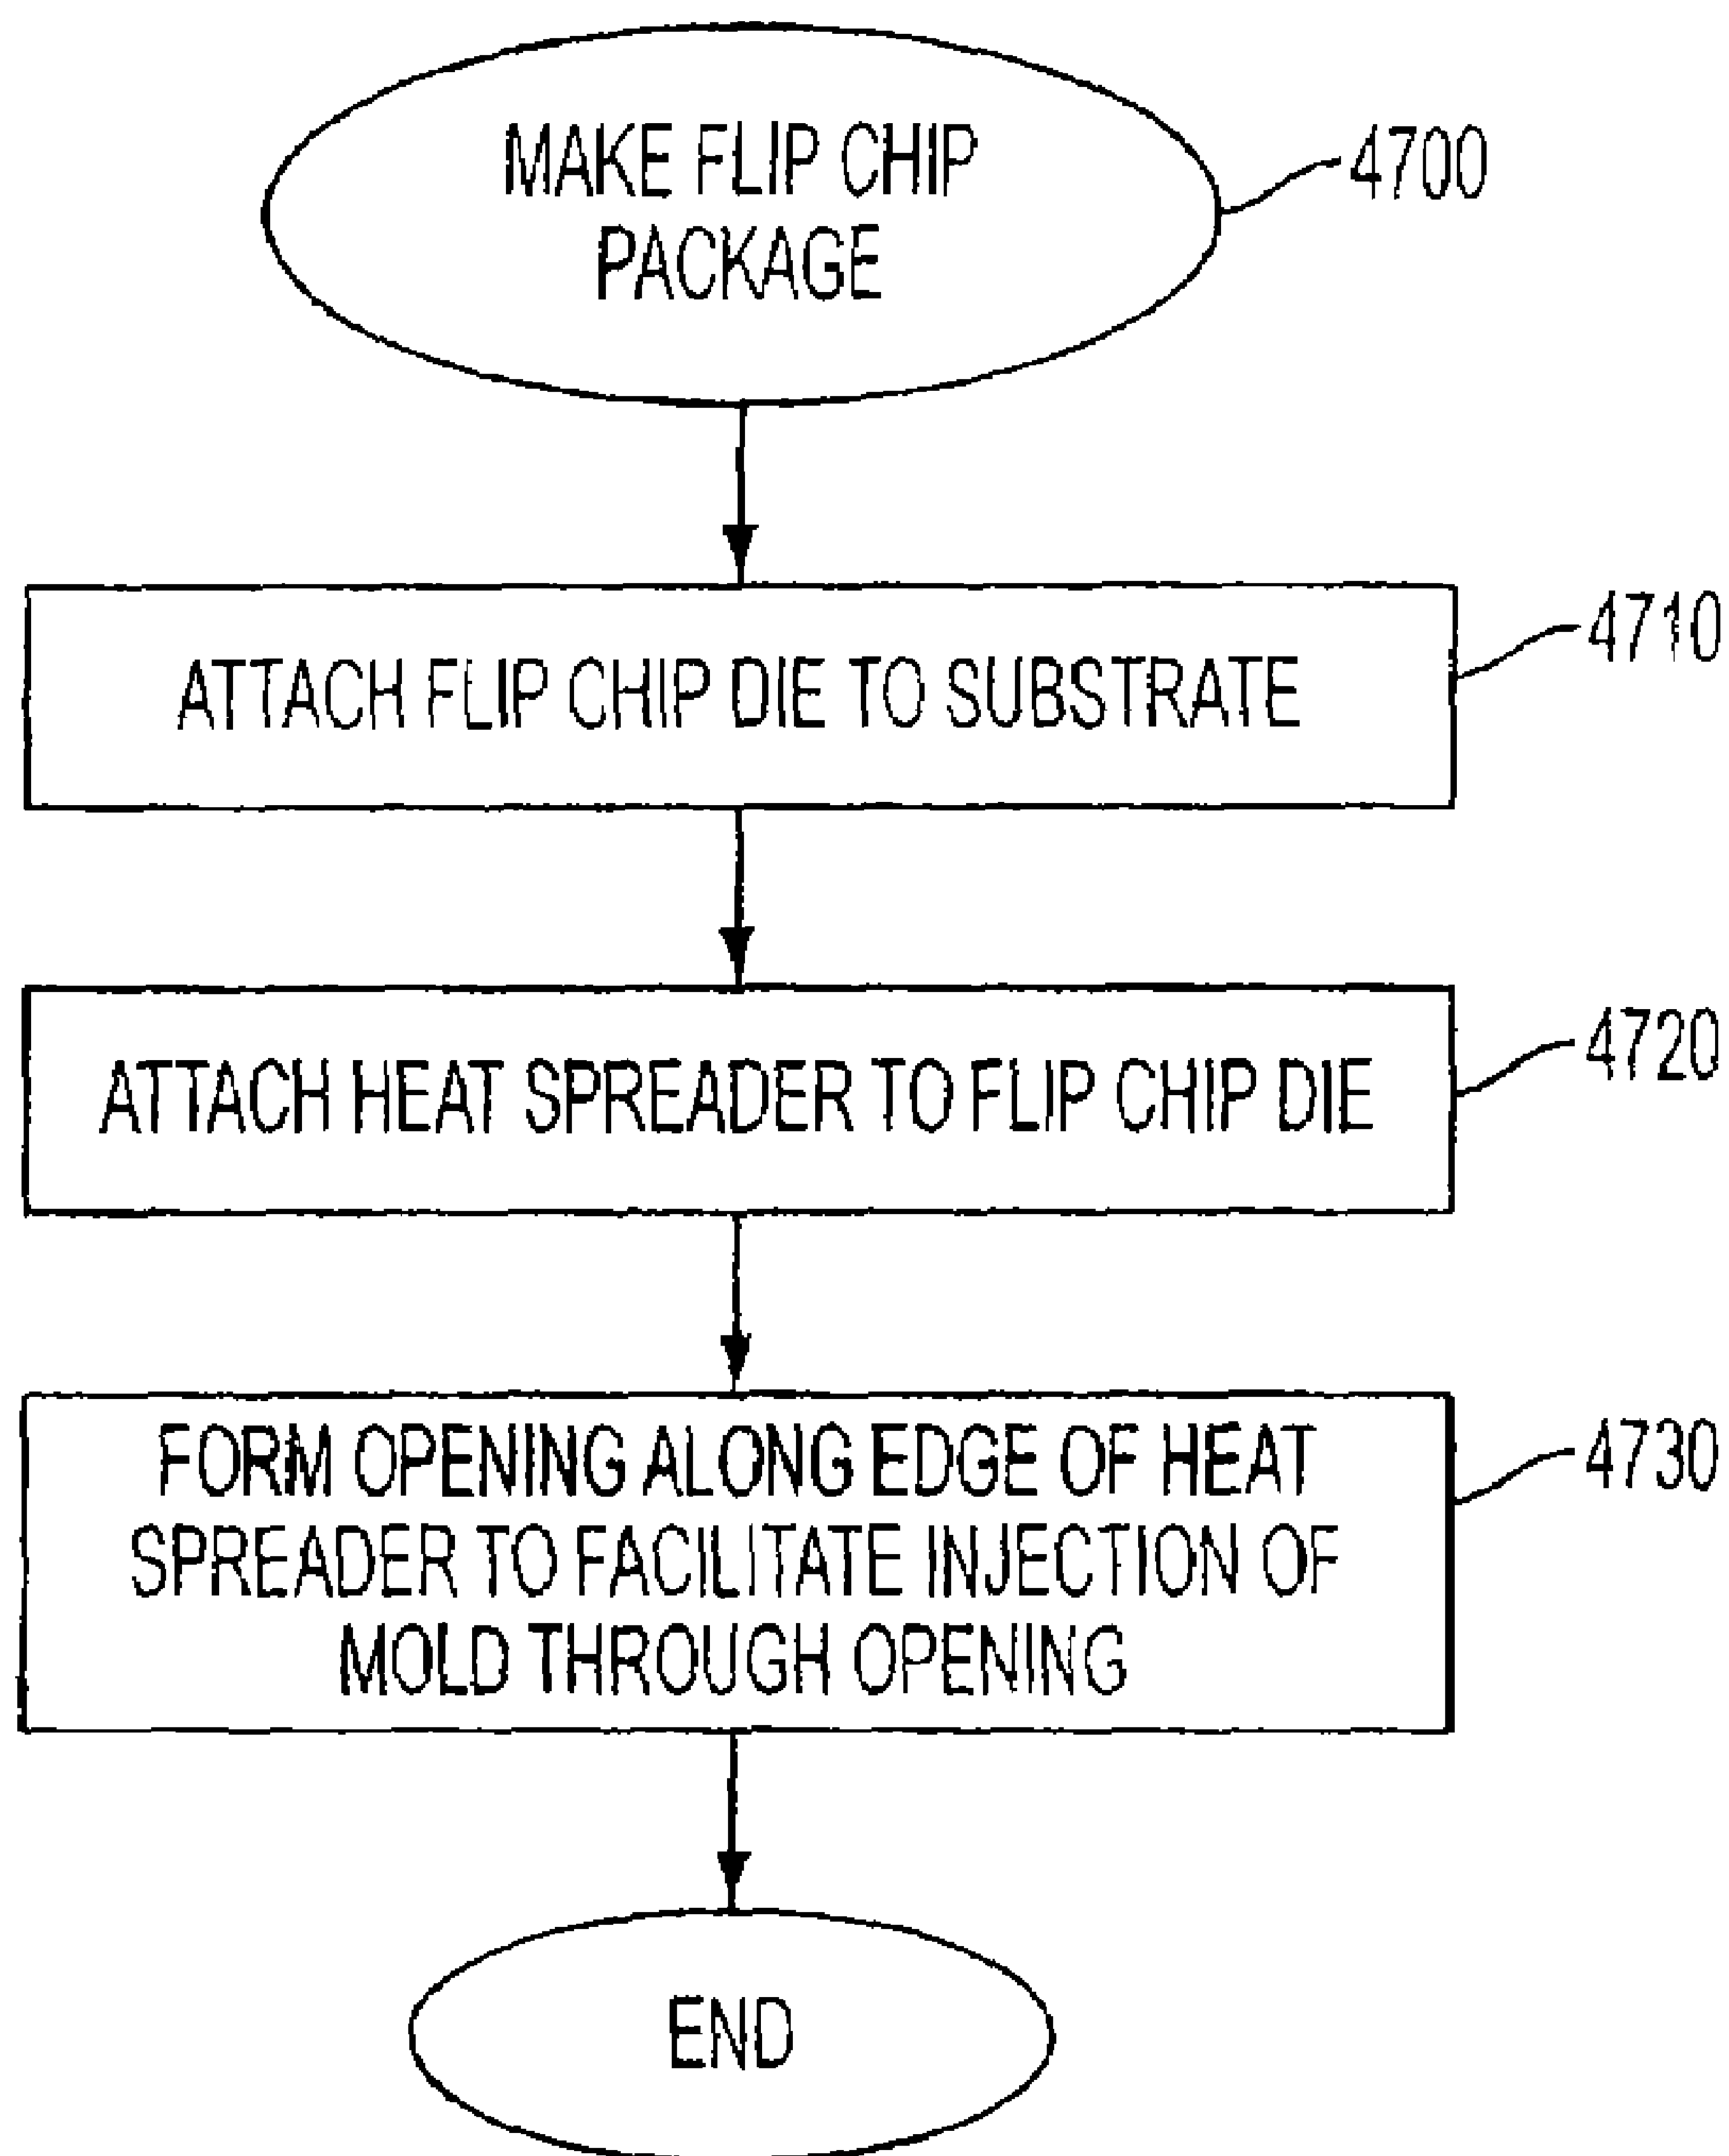 MAKE FLIP CHIP
PACKAGE
4700
ATTACH FLIP CHIP DIE TO SUBSTRATE
4710
ATTACH HEAT SPREADER TO FLIP CHIP DIE
4720
FORM OPENING ALONG EDGE OF HEAT
SPREADER TO FACILITATE INJECTION OF
MOLD THROUGH OPENING
4730
END